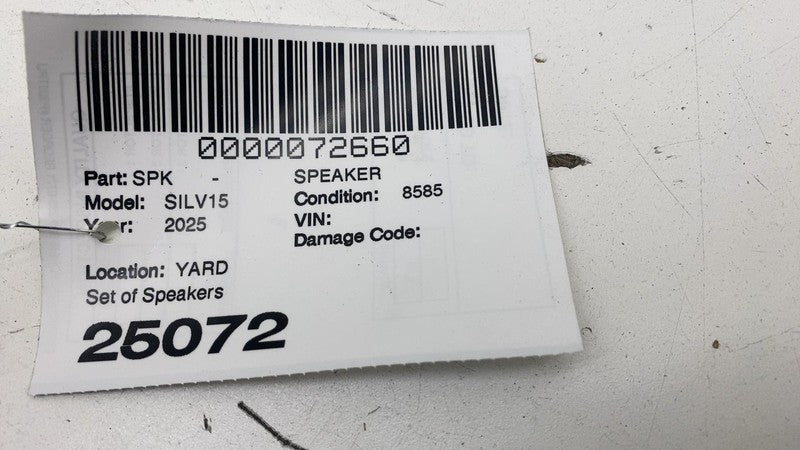 0000072660
Part: SPK - SPEAKER
Model: SILV15 Condition: 8585
Year: 2025 VIN:
Damage Code:
Location: YARD
Set of Speakers
25072